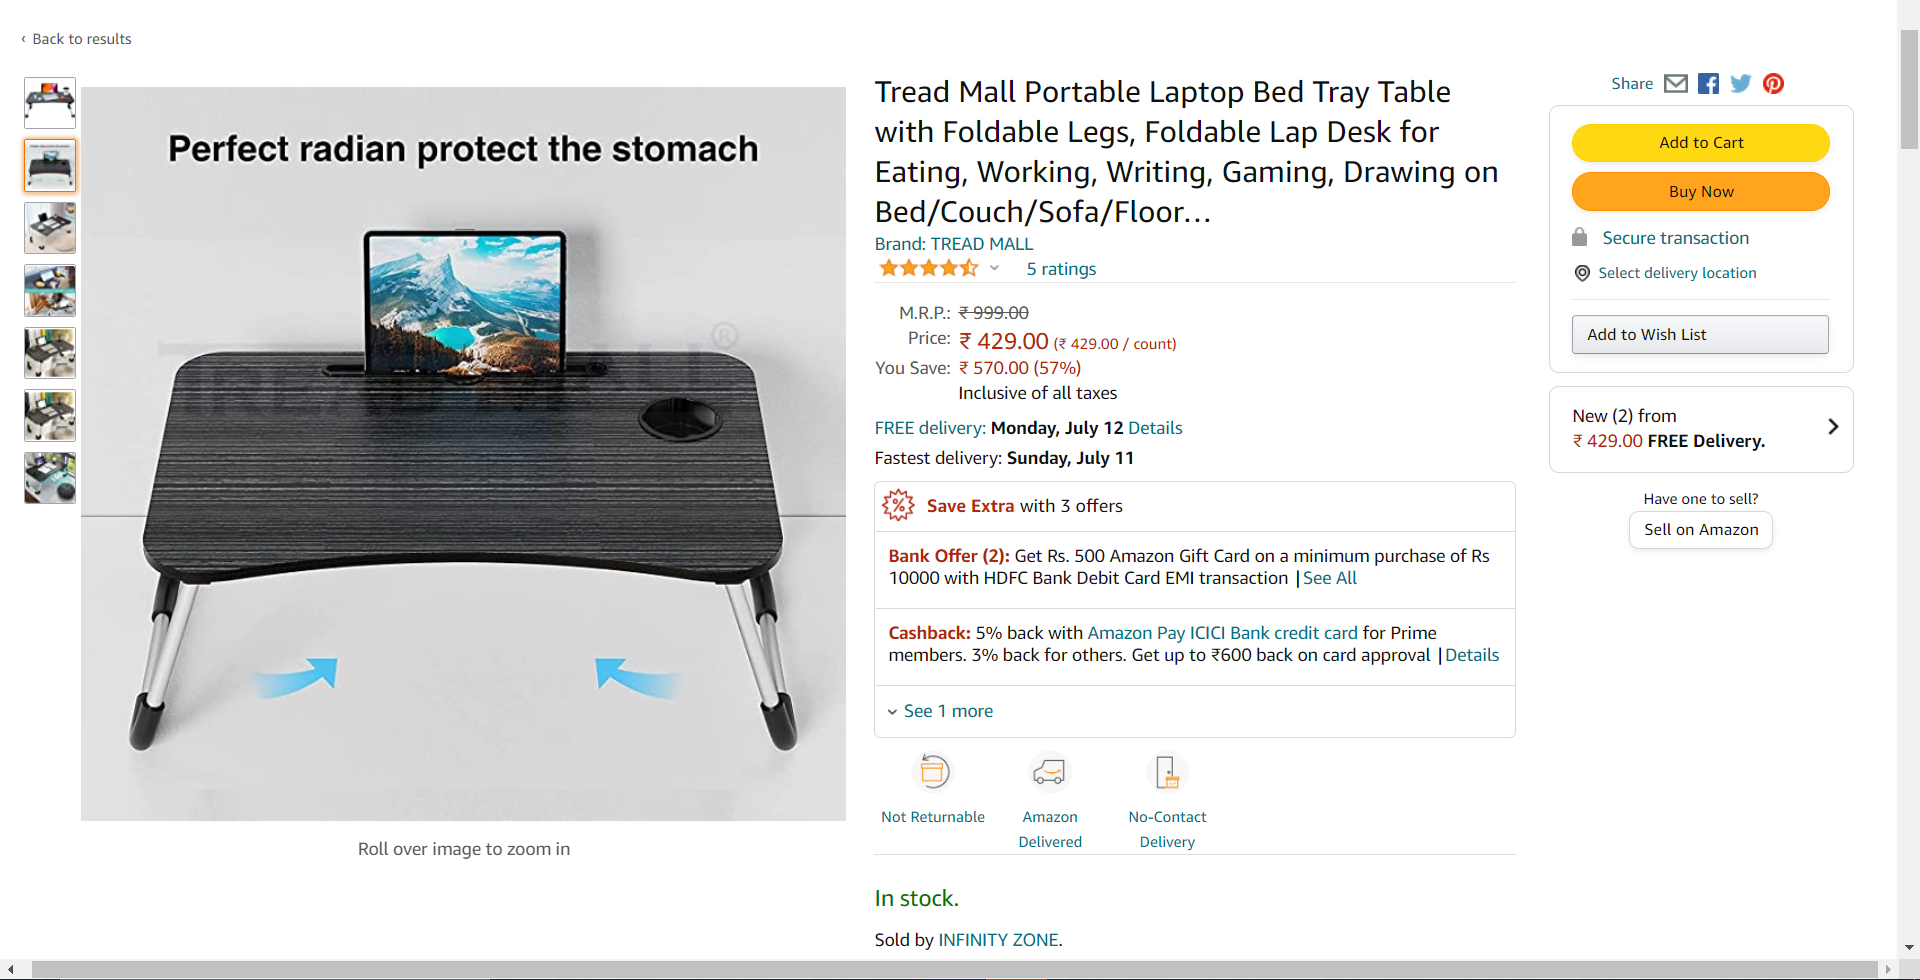 ‹ Back to results
Perfect radian protect the stomach
®
Roll over image to zoom in
Tread Mall Portable Laptop Bed Tray Table
with Foldable Legs, Foldable Lap Desk for
Eating, Working, Writing, Gaming, Drawing on
Bed/Couch/Sofa/Floor…
Brand: TREAD MALL
5 ratings
M.R.P.: ₹ 999.00
Price: ₹ 429.00 (₹ 429.00 / count)
You Save: ₹ 570.00 (57%)
Inclusive of all taxes
FREE delivery: Monday, July 12 Details
Fastest delivery: Sunday, July 11
Save Extra with 3 offers
Bank Offer (2): Get Rs. 500 Amazon Gift Card on a minimum purchase of Rs
10000 with HDFC Bank Debit Card EMI transaction | See All
Cashback: 5% back with Amazon Pay ICICI Bank credit card for Prime
members. 3% back for others. Get up to ₹600 back on card approval | Details
See 1 more
Not Returnable
Amazon
Delivered
No-Contact
Delivery
In stock.
Sold by INFINITY ZONE.
Share
Add to Cart
Buy Now
Secure transaction
Select delivery location
Add to Wish List
New (2) from
₹ 429.00 FREE Delivery.
Have one to sell?
Sell on Amazon